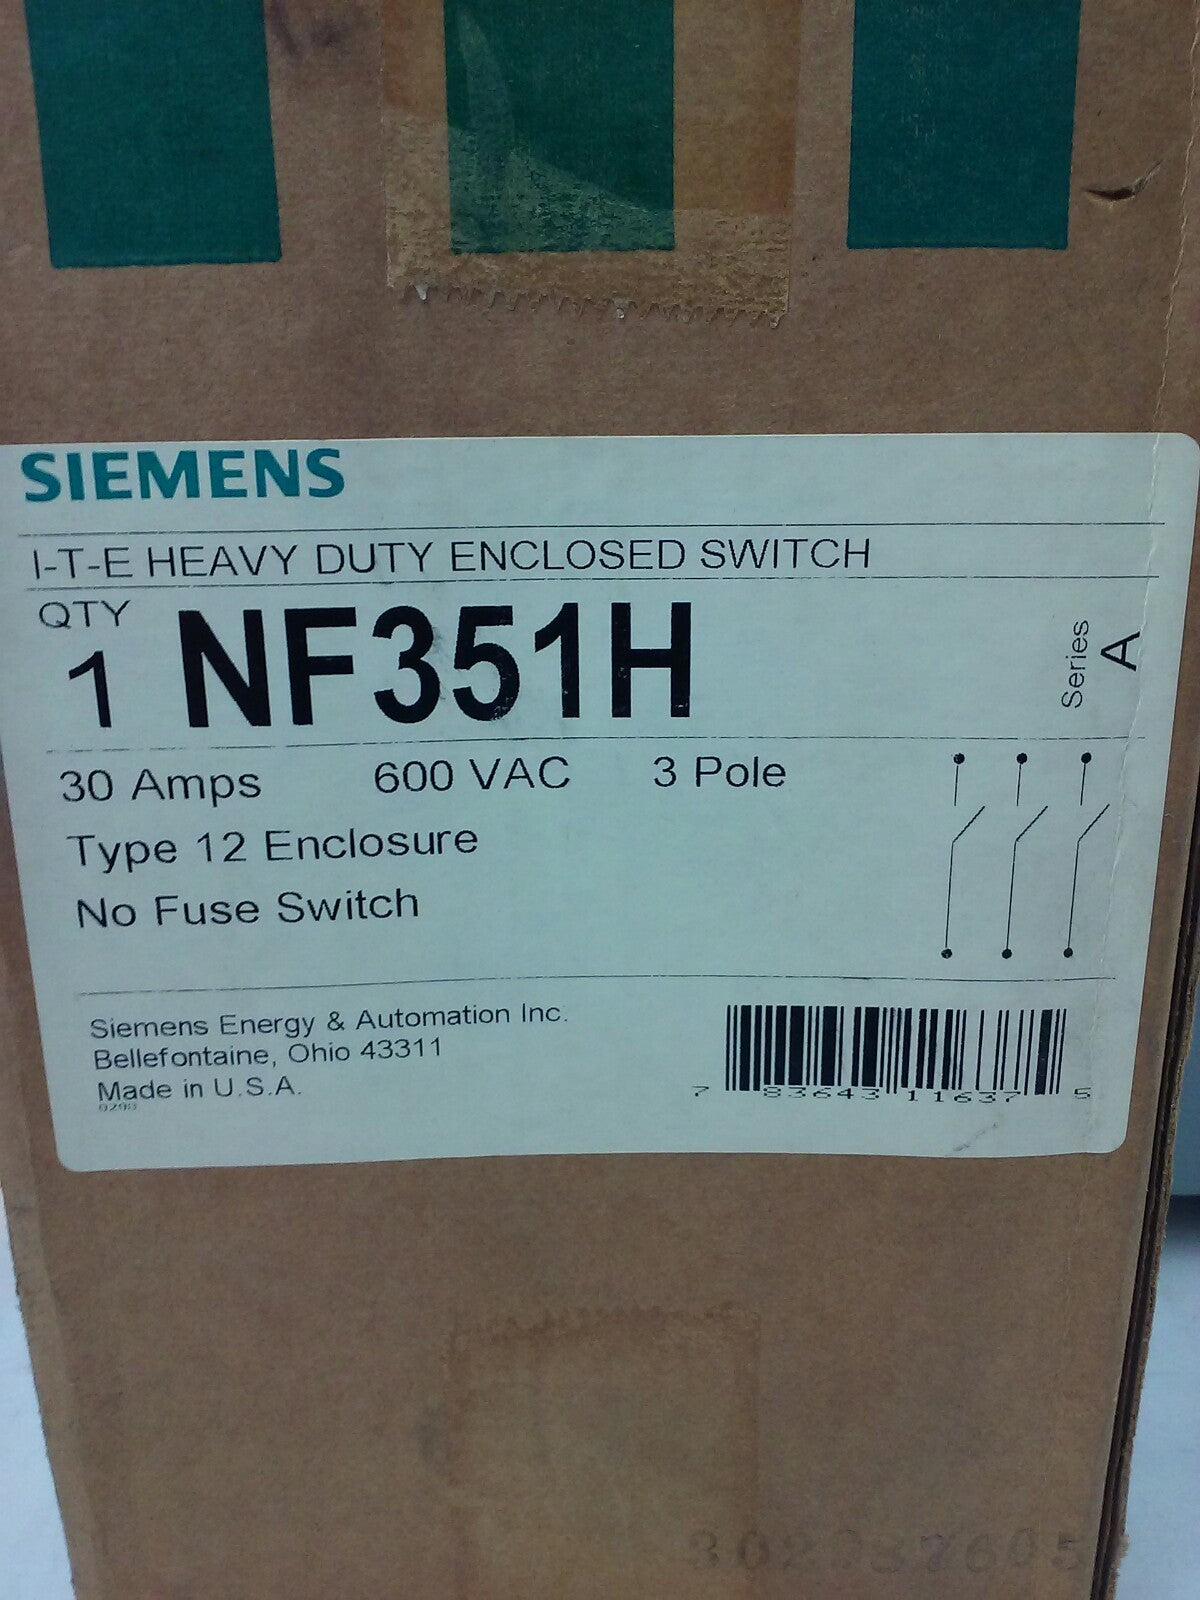 SIEMENS
I-T-E HEAVY DUTY ENCLOSED SWITCH
QTY
1 NF351H
Series
A
30 Amps 600 VAC 3 Pole
Type 12 Enclosure
No Fuse Switch
Siemens Energy & Automation Inc.
Bellefontaine, Ohio 43311
Made in U.S.A.
7 83643 11637 5